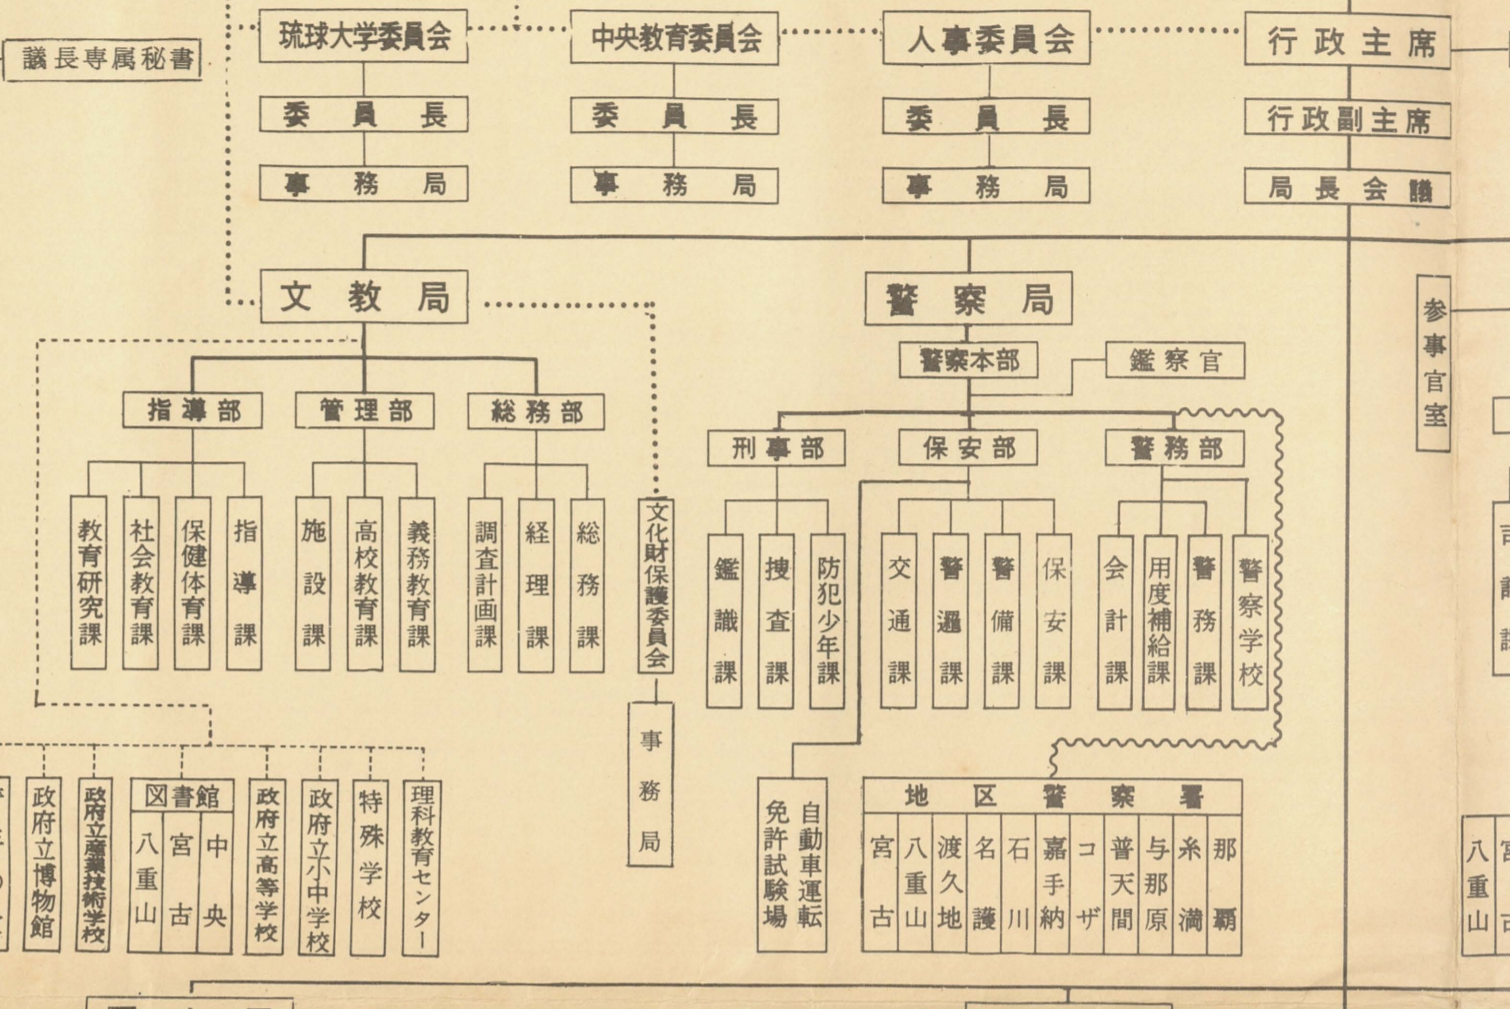 議長専属秘書
琉球大学委員会
委員長
事務局
中央教育委員会
委員長
事務局
人事委員会
委員長
事務局
行政主席
行政副主席
局長会議
参事官室
文教局
指導部
教育研究課
社会教育課
保健体育課
指導課
管理部
施設課
高校教育課
義務教育課
総務部
調査計画課
経理課
総務課
文化財保護委員会
事務局
政府立博物館
政府立産業技術学校
図書館
八重山
宮古
中央
政府立高等学校
政府立小中学校
特殊学校
理科教育センター
警察局
警察本部
鑑察官
刑事部
鑑識課
捜査課
防犯少年課
保安部
交通課
警邏課
警備課
保安課
警務部
会計課
用度補給課
警務課
警察学校
自動車運転
免許試験場
地区警察署
宮古
八重山
渡久地
名護
石川
嘉手納
コザ
普天間
与那原
糸満
那覇
八重山